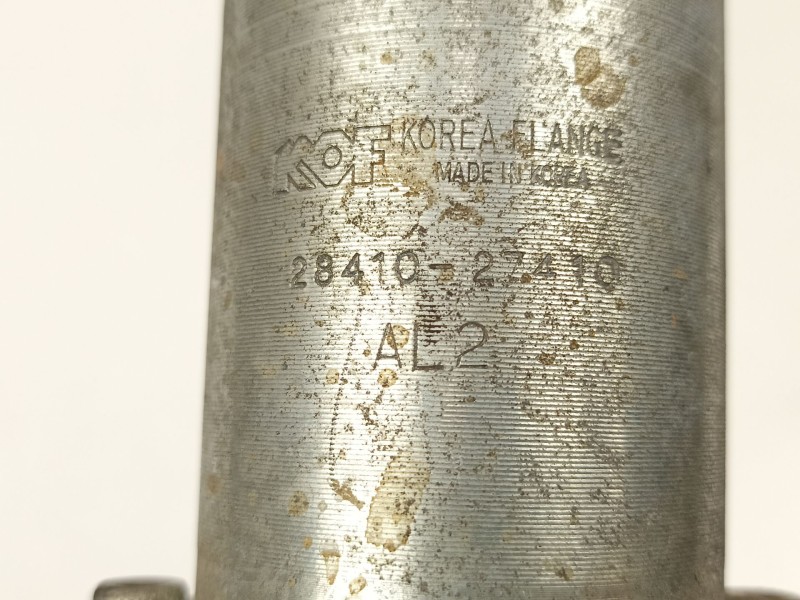 KOF KOREA FLANGE
MADE IN KOREA
28410-27410
AL2